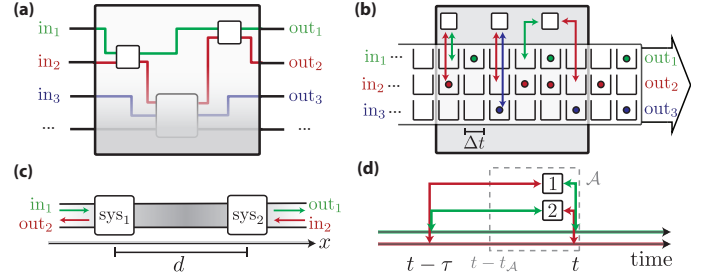 (a)
in₁ out₁
in₂ out₂
in₃ out₃
... ...
(b)
in₁ ... out₁
in₂ ... out₂
in₃ ... out₃
Δt
(c)
in₁ out₁
out₂ sys₁ sys₂ in₂
x
d
(d)
1 𝒜
2
t − τ t − t_𝒜 t time